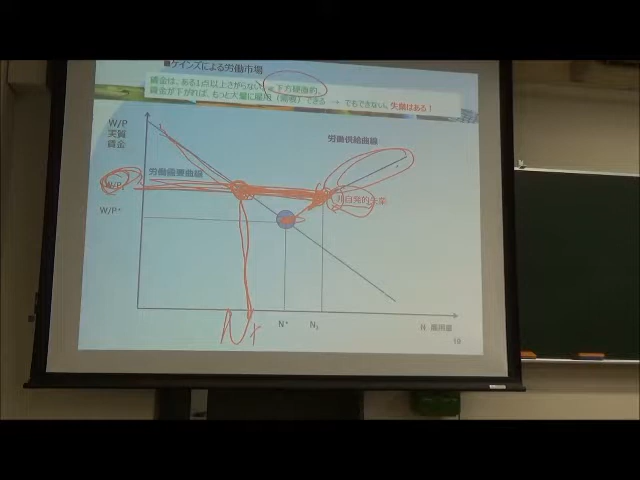 ■ケインズによる労働市場
賃金は、ある1点以上さがらない＝下方硬直的。
賃金が下がれば、もっと大量に雇用（需要）できる → でもできない。失業はある！
W/P
実質
賃金
労働供給曲線
労働需要曲線
W/P₁
非自発的失業
W/P*
N*
N₁
N 雇用量
18